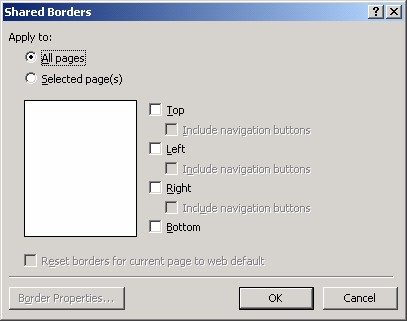 Shared Borders
Apply to:
All pages
Selected page(s)
Top
Include navigation buttons
Left
Include navigation buttons
Right
Include navigation buttons
Bottom
Reset borders for current page to web default
Border Properties...
OK
Cancel